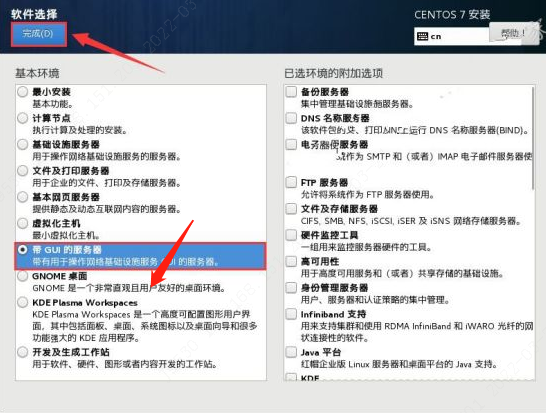 软件选择
完成(D)
CENTOS 7 安装
cn
帮助!
基本环境
最小安装
基本功能。
计算节点
执行计算及处理的安装。
基础设施服务器
用于操作网络基础设施服务的服务器。
文件及打印服务器
用于企业的文件、打印及存储服务器。
基本网页服务器
提供静态及动态互联网内容的服务器。
虚拟化主机
最小虚拟化主机。
带 GUI 的服务器
带有用于操作网络基础设施服务 GUI 的服务器。
GNOME 桌面
GNOME 是一个非常直观且用户友好的桌面环境。
KDE Plasma Workspaces
KDE Plasma Workspaces 是一个高度可配置图形用户界
面，其中包括面板、桌面、系统图标以及桌面向导和很多
功能强大的 KDE 应用程序。
开发及生成工作站
用于软件、硬件、图形或者内容开发的工作站。
已选环境的附加选项
备份服务器
集中管理基础设施备服务器。
DNS 名称服务器
该软件包 运行 DNS 名称服务器(BIND)。
电子邮件服务器
作为 SMTP 和（或者）IMAP 电子邮件服务器使
FTP 服务器
允许将系统作为 FTP 服务器使用。
文件及存储服务器
CIFS, SMB, NFS, iSCSI, iSER 及 iSNS 网络存储服务器。
硬件监控工具
一组用来监控服务器硬件的工具。
高可用性
用于高可用服务和（或者）共享存储的基础设施。
身份管理服务器
用户、服务器和认证策略的集中管理。
Infiniband 支持
用来支持集群和使用 RDMA InfiniBand 和 iWARO 光纤的网
状连接性的软件。
Java 平台
红帽企业版 Linux 服务器和桌面平台的 Java 支持。
KDE